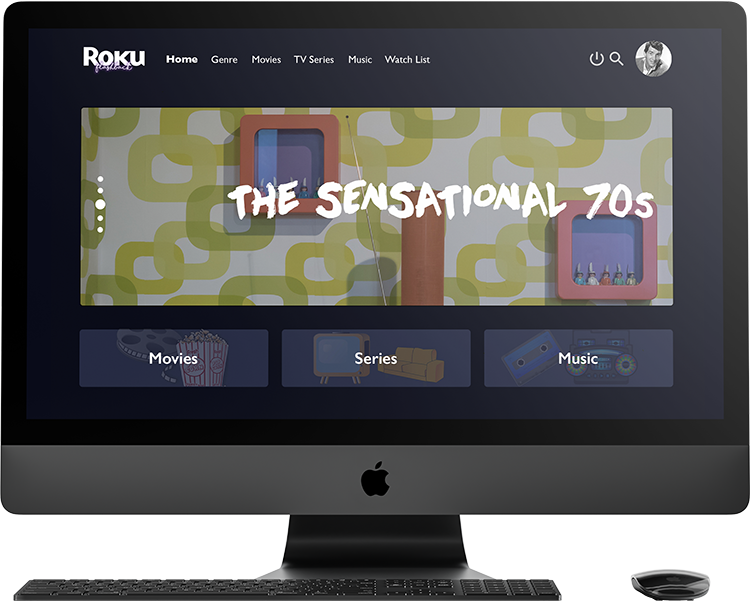 ROKU
flashback
Home Genre Movies TV Series Music Watch List
THE SENSATIONAL 70s
Movies Series Music